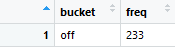 bucket freq
1 off 233